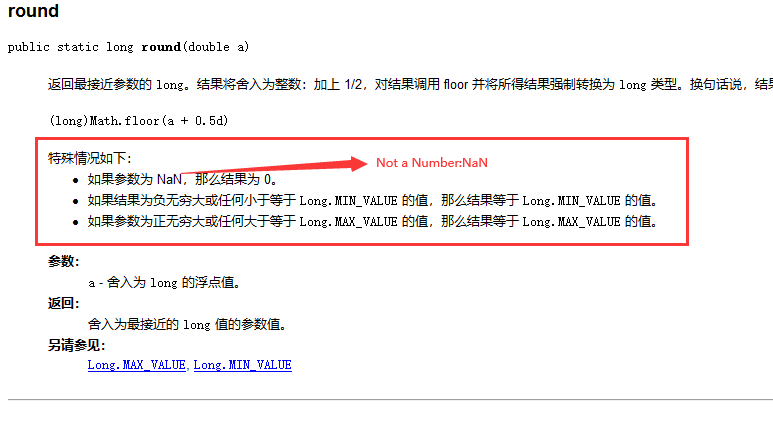 round
public static long round(double a)
返回最接近参数的 long。结果将舍入为整数：加上 1/2，对结果调用 floor 并将所得结果强制转换为 long 类型。换句话说，结果
(long)Math.floor(a + 0.5d)
特殊情况如下：
Not a Number:NaN
• 如果参数为 NaN，那么结果为 0。
• 如果结果为负无穷大或任何小于等于 Long.MIN_VALUE 的值，那么结果等于 Long.MIN_VALUE 的值。
• 如果参数为正无穷大或任何大于等于 Long.MAX_VALUE 的值，那么结果等于 Long.MAX_VALUE 的值。
参数：
a - 舍入为 long 的浮点值。
返回：
舍入为最接近的 long 值的参数值。
另请参见：
Long.MAX_VALUE, Long.MIN_VALUE